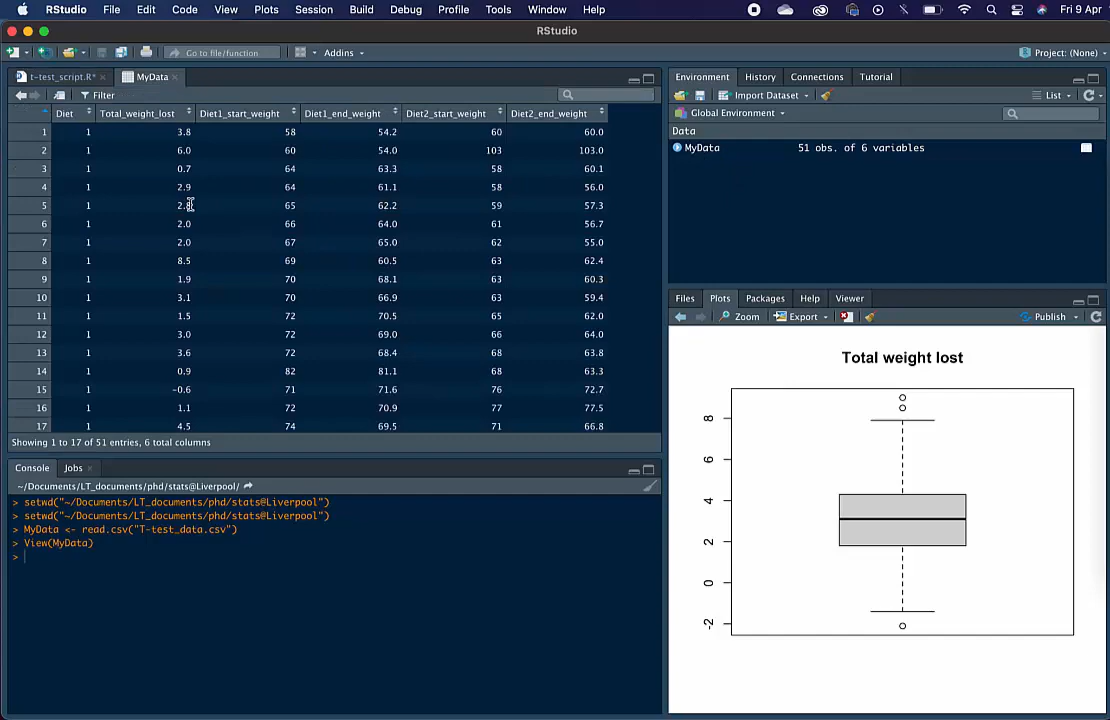 RStudio File Edit Code View Plots Session Build Debug Profile Tools Window Help Fri 9 Apr
RStudio
Go to file/function Addins Project: (None)
t-test_script.R* MyData
Filter
Diet Total_weight_lost Diet1_start_weight Diet1_end_weight Diet2_start_weight Diet2_end_weight
1 1 3.8 58 54.2 60 60.0
2 1 6.0 60 54.0 103 103.0
3 1 0.7 64 63.3 58 60.1
4 1 2.9 64 61.1 58 56.0
5 1 2.8 65 62.2 59 57.3
6 1 2.0 66 64.0 61 56.7
7 1 2.0 67 65.0 62 55.0
8 1 8.5 69 60.5 63 62.4
9 1 1.9 70 68.1 63 60.3
10 1 3.1 70 66.9 63 59.4
11 1 1.5 72 70.5 65 62.0
12 1 3.0 72 69.0 66 64.0
13 1 3.6 72 68.4 68 63.8
14 1 0.9 82 81.1 68 63.3
15 1 -0.6 71 71.6 76 72.7
16 1 1.1 72 70.9 77 77.5
17 1 4.5 74 69.5 71 66.8
Showing 1 to 17 of 51 entries, 6 total columns
Console Jobs
~/Documents/LT_documents/phd/stats@Liverpool/
> setwd("~/Documents/LT_documents/phd/stats@Liverpool")
> setwd("~/Documents/LT_documents/phd/stats@Liverpool")
> MyData <- read.csv("T-test_data.csv")
> View(MyData)
>
Environment History Connections Tutorial
Import Dataset List
Global Environment
Data
MyData 51 obs. of 6 variables
Files Plots Packages Help Viewer
Zoom Export Publish
Total weight lost
8
6
4
2
0
-2